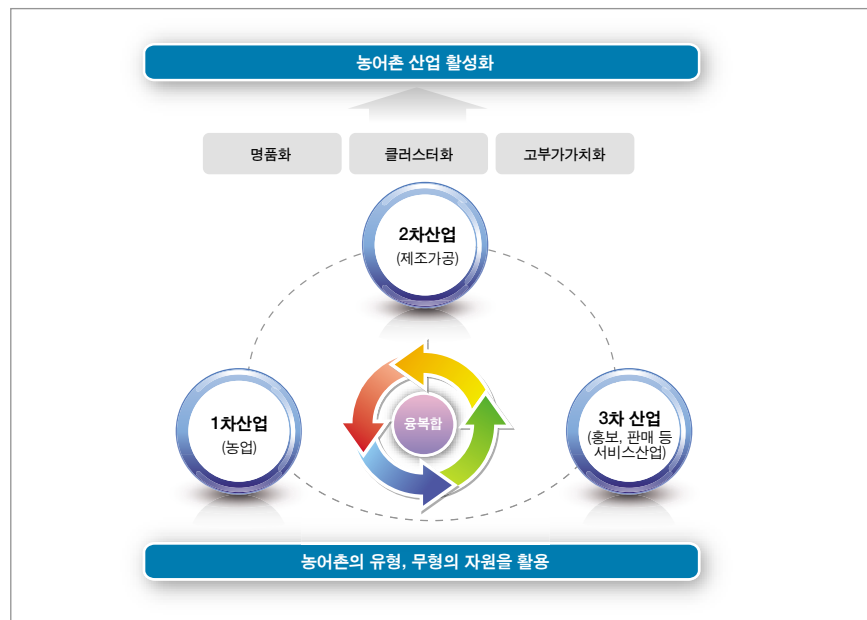 농어촌 산업 활성화
명품화
클러스터화
고부가가치화
2차산업
(제조가공)
1차산업
(농업)
융복합
3차 산업
(홍보, 판매 등
서비스산업)
농어촌의 유형, 무형의 자원을 활용